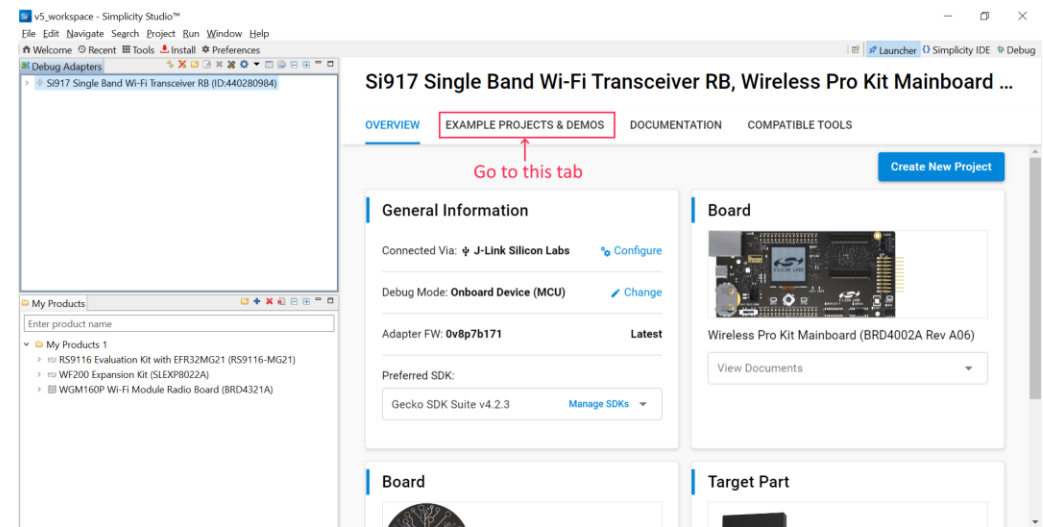 v5_workspace - Simplicity Studio™
File Edit Navigate Search Project Run Window Help
Welcome Recent Tools Install Preferences
Launcher Simplicity IDE Debug
Debug Adapters
Si917 Single Band Wi-Fi Transceiver RB (ID:440280984)
Si917 Single Band Wi-Fi Transceiver RB, Wireless Pro Kit Mainboard ...
OVERVIEW EXAMPLE PROJECTS & DEMOS DOCUMENTATION COMPATIBLE TOOLS
Go to this tab
Create New Project
General Information
Connected Via: J-Link Silicon Labs Configure
Debug Mode: Onboard Device (MCU) Change
Adapter FW: 0v8p7b171 Latest
Preferred SDK:
Gecko SDK Suite v4.2.3 Manage SDKs
Board
SILICON LABS
Wireless Pro Kit Mainboard (BRD4002A Rev A06)
View Documents
My Products
Enter product name
My Products 1
RS9116 Evaluation Kit with EFR32MG21 (RS9116-MG21)
WF200 Expansion Kit (SLEXP8022A)
WGM160P Wi-Fi Module Radio Board (BRD4321A)
Board
Target Part